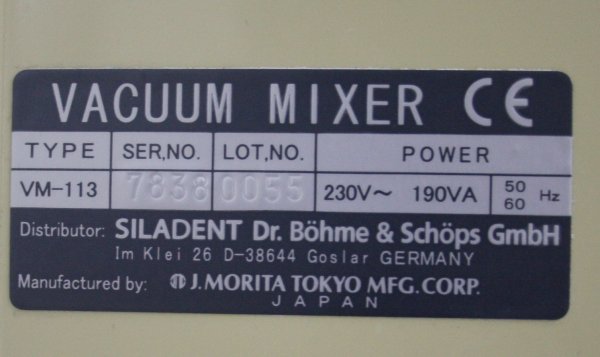 VACUUM MIXER CE
TYPE SER,NO. LOT,NO. POWER
VM-113 7838 0055 230V～ 190VA 50 60 Hz
Distributor: SILADENT Dr. Böhme & Schöps GmbH
Im Klei 26 D-38644 Goslar GERMANY
Manufactured by: J.MORITA TOKYO MFG.CORP.
JAPAN